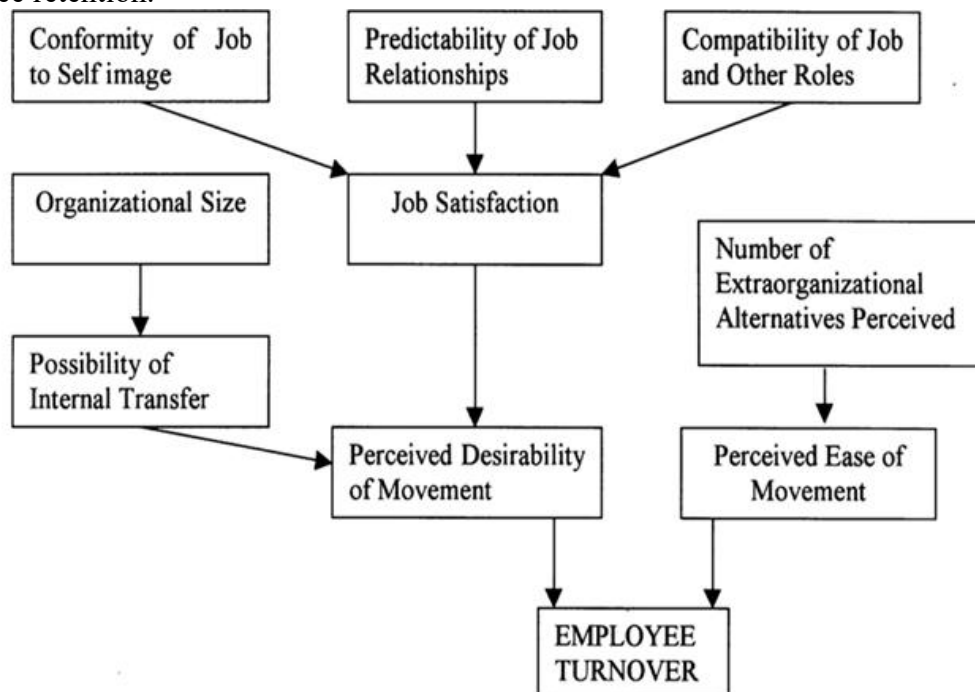 ee retention.
Conformity of Job
to Self image
Predictability of Job
Relationships
Compatibility of Job
and Other Roles
Organizational Size
Job Satisfaction
Number of
Extraorganizational
Alternatives Perceived
Possibility of
Internal Transfer
Perceived Desirability
of Movement
Perceived Ease of
Movement
EMPLOYEE
TURNOVER